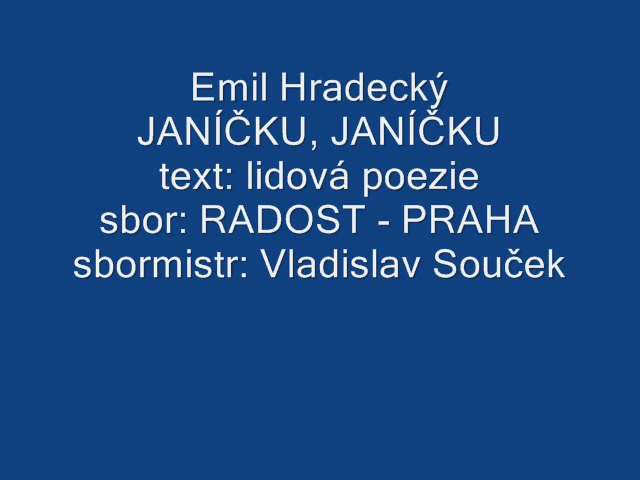 Emil Hradecký
JANÍČKU, JANÍČKU
text: lidová poezie
sbor: RADOST - PRAHA
sbormistr: Vladislav Souček